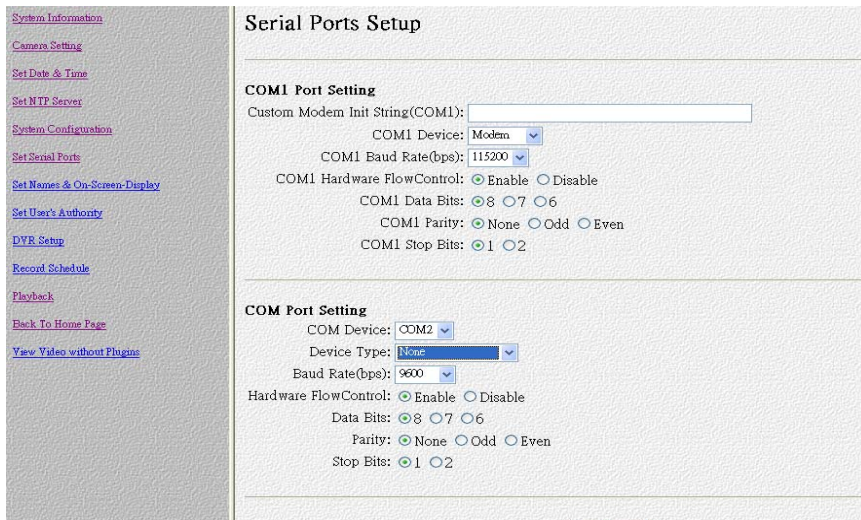 System Information
Camera Setting
Set Date & Time
Set NTP Server
System Configuration
Set Serial Ports
Set Names & On-Screen-Display
Set User's Authority
DVR Setup
Record Schedule
Playback
Back To Home Page
View Video without Plugins
Serial Ports Setup
COM1 Port Setting
Custom Modem Init String(COM1):
COM1 Device: Modem
COM1 Baud Rate(bps): 115200
COM1 Hardware FlowControl: Enable Disable
COM1 Data Bits: 8 7 6
COM1 Parity: None Odd Even
COM1 Stop Bits: 1 2
COM Port Setting
COM Device: COM2
Device Type: None
Baud Rate(bps): 9600
Hardware FlowControl: Enable Disable
Data Bits: 8 7 6
Parity: None Odd Even
Stop Bits: 1 2